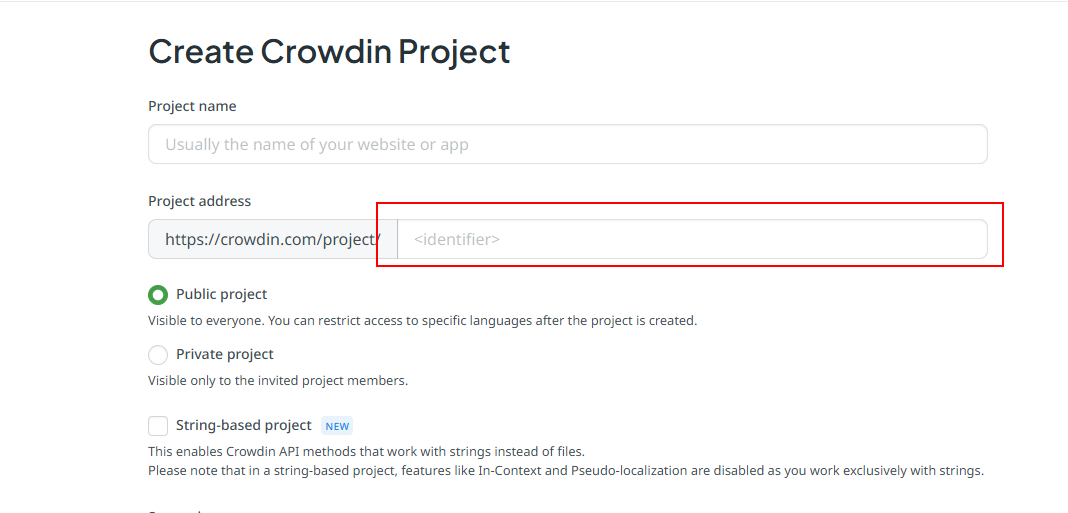 Create Crowdin Project
Project name
Usually the name of your website or app
Project address
https://crowdin.com/project/ <identifier>
Public project
Visible to everyone. You can restrict access to specific languages after the project is created.
Private project
Visible only to the invited project members.
String-based project NEW
This enables Crowdin API methods that work with strings instead of files.
Please note that in a string-based project, features like In-Context and Pseudo-localization are disabled as you work exclusively with strings.